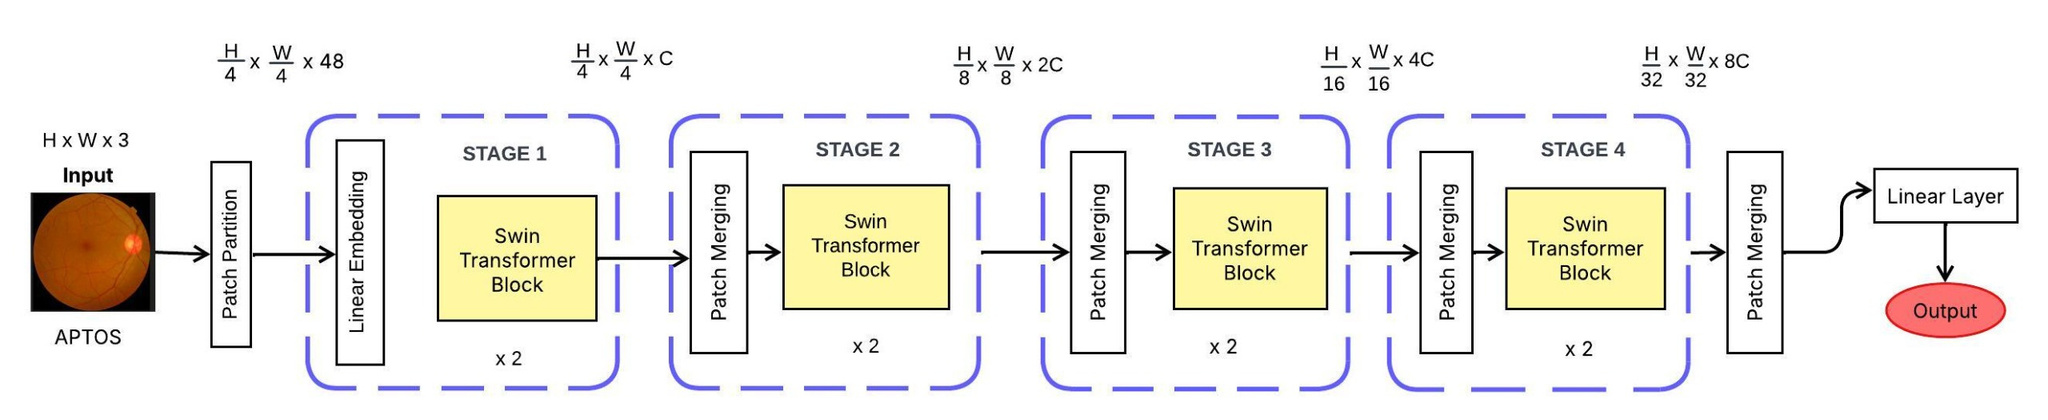 H/4 x W/4 x 48
H/4 x W/4 x C
H/8 x W/8 x 2C
H/16 x W/16 x 4C
H/32 x W/32 x 8C
H x W x 3
Input
APTOS
Patch Partition
Linear Embedding
STAGE 1
Swin
Transformer
Block
x 2
Patch Merging
STAGE 2
Swin
Transformer
Block
x 2
Patch Merging
STAGE 3
Swin
Transformer
Block
x 2
Patch Merging
STAGE 4
Swin
Transformer
Block
x 2
Patch Merging
Linear Layer
Output